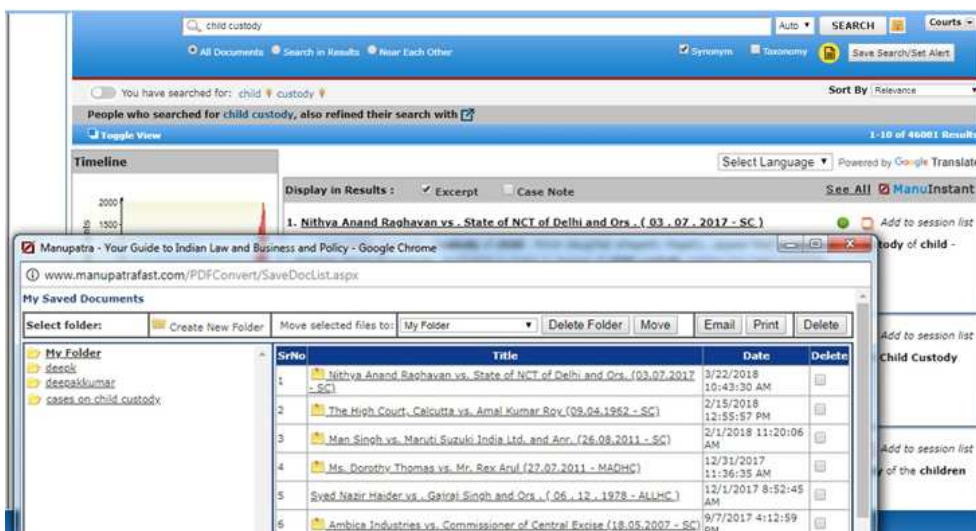 child custody
Auto
SEARCH
Courts
All Documents Search in Results Near Each Other
Synonym Taxonomy
Save Search/Set Alert
You have searched for: child custody
Sort By Relevance
People who searched for child custody, also refined their search with
Toggle View
1-10 of 46001 Results
Timeline
Select Language Powered by Google Translate
Display in Results : Excerpt Case Note
See All ManuInstant
2000
1500
1. Nithya Anand Raghavan vs . State of NCT of Delhi and Ors . ( 03 . 07 . 2017 - SC )
Add to session list
tody of child -
Add to session list
Child Custody
Add to session list
y of the children
Manupatra - Your Guide to Indian Law and Business and Policy - Google Chrome
www.manupatrafast.com/PDFConvert/SaveDocList.aspx
My Saved Documents
Select folder: Create New Folder Move selected files to: My Folder Delete Folder Move Email Print Delete
My Folder
deepk
deepakkumar
cases on child custody
SrNo Title Date Delete
1 Nithya Anand Raghavan vs. State of NCT of Delhi and Ors. (03.07.2017
- SC)
3/22/2018
10:43:30 AM
2 The High Court, Calcutta vs. Amal Kumar Roy (09.04.1962 - SC)
2/15/2018
12:55:57 PM
3 Man Singh vs. Maruti Suzuki India Ltd. and Anr. (26.08.2011 - SC)
2/1/2018 11:20:06
AM
4 Ms. Dorothy Thomas vs. Mr. Rex Arul (27.07.2011 - MADHC)
12/31/2017
11:36:35 AM
5 Syed Nazir Haider vs . Gajraj Singh and Ors . ( 06 . 12 . 1978 - ALLHC )
12/1/2017 8:52:45
AM
6 Ambica Industries vs. Commissioner of Central Excise (18.05.2007 - SC)
9/7/2017 4:12:59
PM